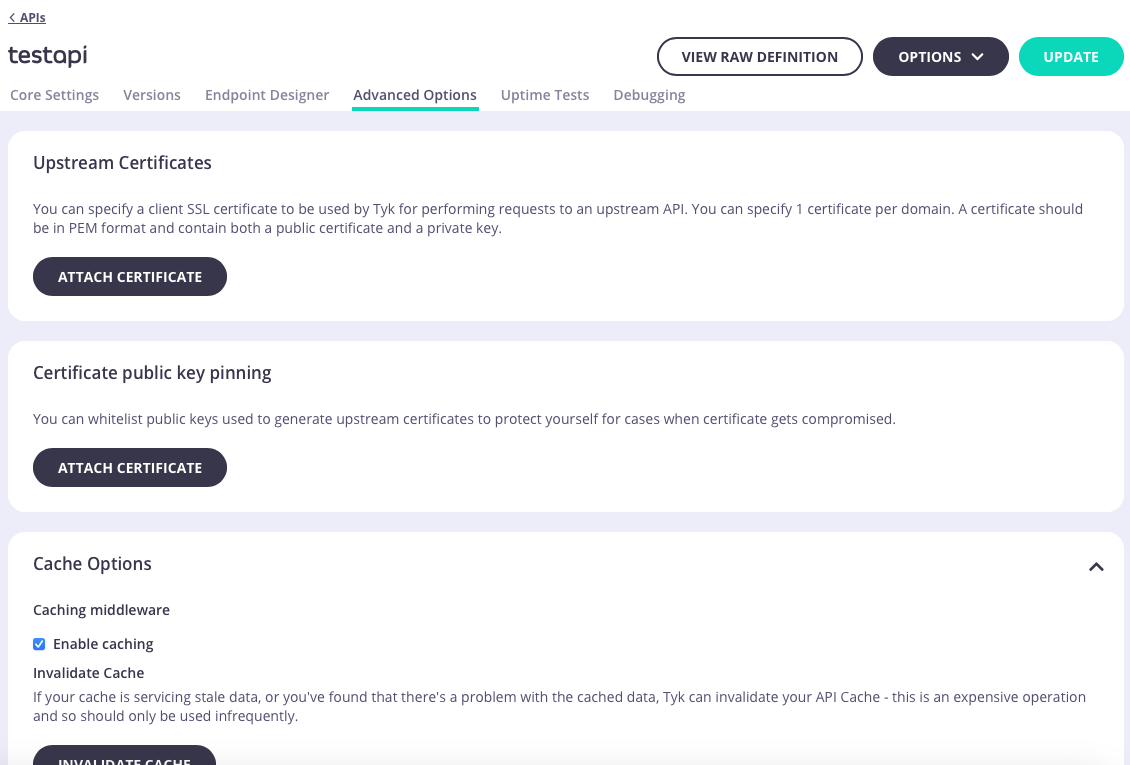 APIs
testapi
VIEW RAW DEFINITION
OPTIONS
UPDATE
Core Settings
Versions
Endpoint Designer
Advanced Options
Uptime Tests
Debugging
Upstream Certificates
You can specify a client SSL certificate to be used by Tyk for performing requests to an upstream API. You can specify 1 certificate per domain. A certificate should
be in PEM format and contain both a public certificate and a private key.
ATTACH CERTIFICATE
Certificate public key pinning
You can whitelist public keys used to generate upstream certificates to protect yourself for cases when certificate gets compromised.
ATTACH CERTIFICATE
Cache Options
Caching middleware
Enable caching
Invalidate Cache
If your cache is servicing stale data, or you've found that there's a problem with the cached data, Tyk can invalidate your API Cache - this is an expensive operation
and so should only be used infrequently.
INVALIDATE CACHE